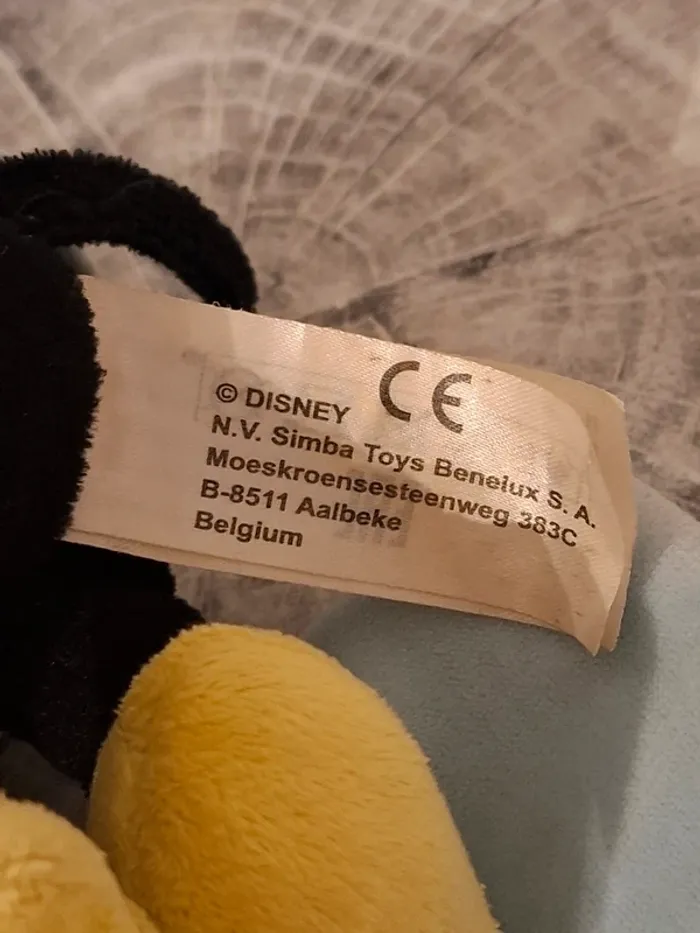 © DISNEY CE
N.V. Simba Toys Benelux S. A.
Moeskroensesteenweg 383C
B-8511 Aalbeke
Belgium